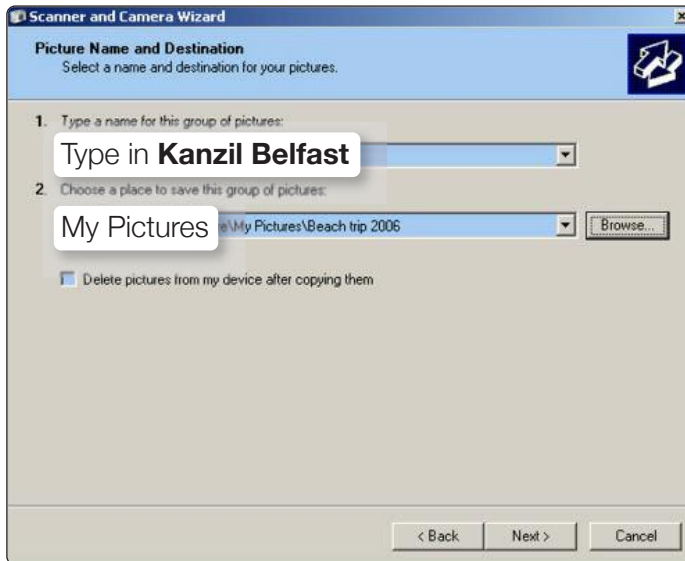 Scanner and Camera Wizard
Picture Name and Destination
Select a name and destination for your pictures.
1. Type a name for this group of pictures:
Type in Kanzil Belfast
2. Choose a place to save this group of pictures:
My Pictures e\My Pictures\Beach trip 2006 Browse...
Delete pictures from my device after copying them
< Back Next > Cancel